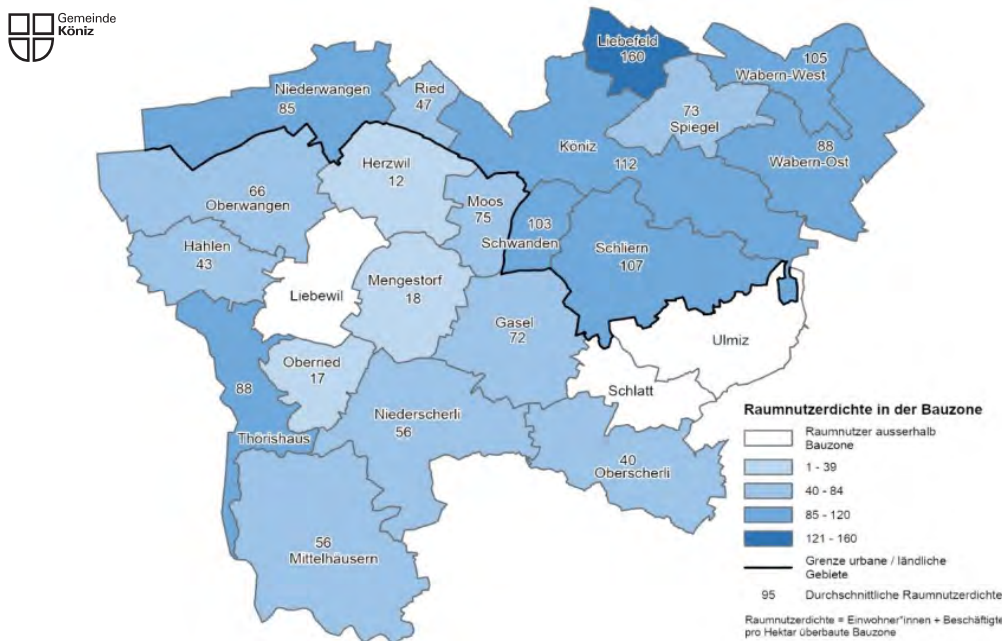 Gemeinde
Köniz
Liebefeld
160
105
Wabern-West
Niederwangen
85
Ried
47
73
Spiegel
Köniz
112
88
Wabern-Ost
Herzwil
12
66
Oberwangen
Moos
75
103
Schwanden
Schliern
107
Hählen
43
Liebewil
Mengestorf
18
Gasel
72
Ulmiz
Oberried
17
88
Thörishaus
Schlatt
Niederscherli
56
40
Oberscherli
56
Mittelhäusern
Raumnutzerdichte in der Bauzone
Raumnutzer ausserhalb
Bauzone
1 - 39
40 - 84
85 - 120
121 - 160
Grenze urbane / ländliche
Gebiete
95 Durchschnittliche Raumnutzerdichte
Raumnutzerdichte = Einwohner*innen + Beschäftigte
pro Hektar überbaute Bauzone